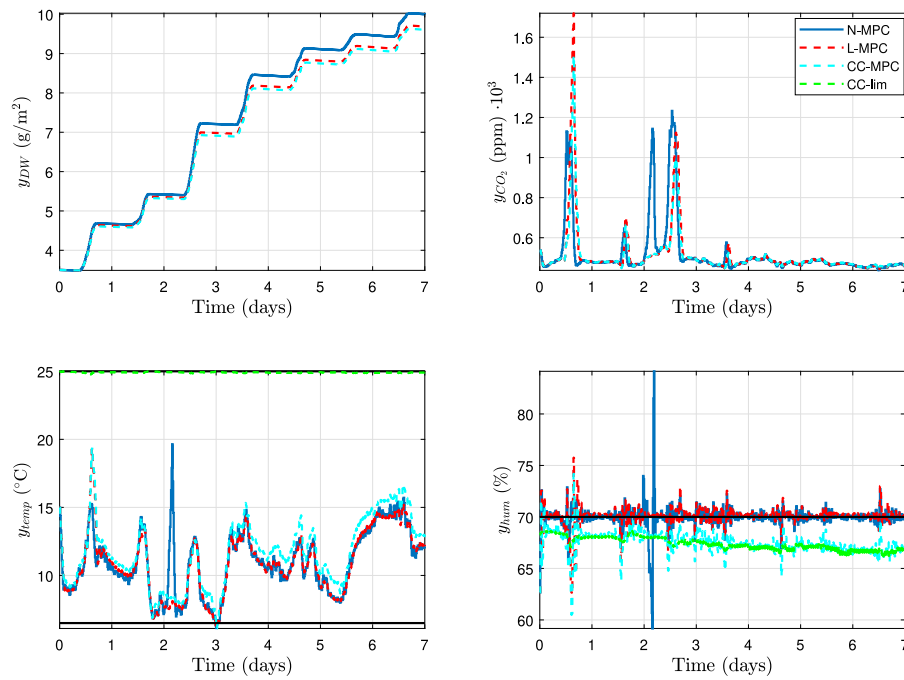 10
9
8
7
6
5
4
y_DW (g/m²)
0 1 2 3 4 5 6 7
Time (days)
1.6
1.4
1.2
1
0.8
0.6
y_CO₂ (ppm) ·10³
0 1 2 3 4 5 6 7
Time (days)
N-MPC
L-MPC
CC-MPC
CC-lim
25
20
15
10
y_temp (°C)
0 1 2 3 4 5 6 7
Time (days)
80
75
70
65
60
y_hum (%)
0 1 2 3 4 5 6 7
Time (days)